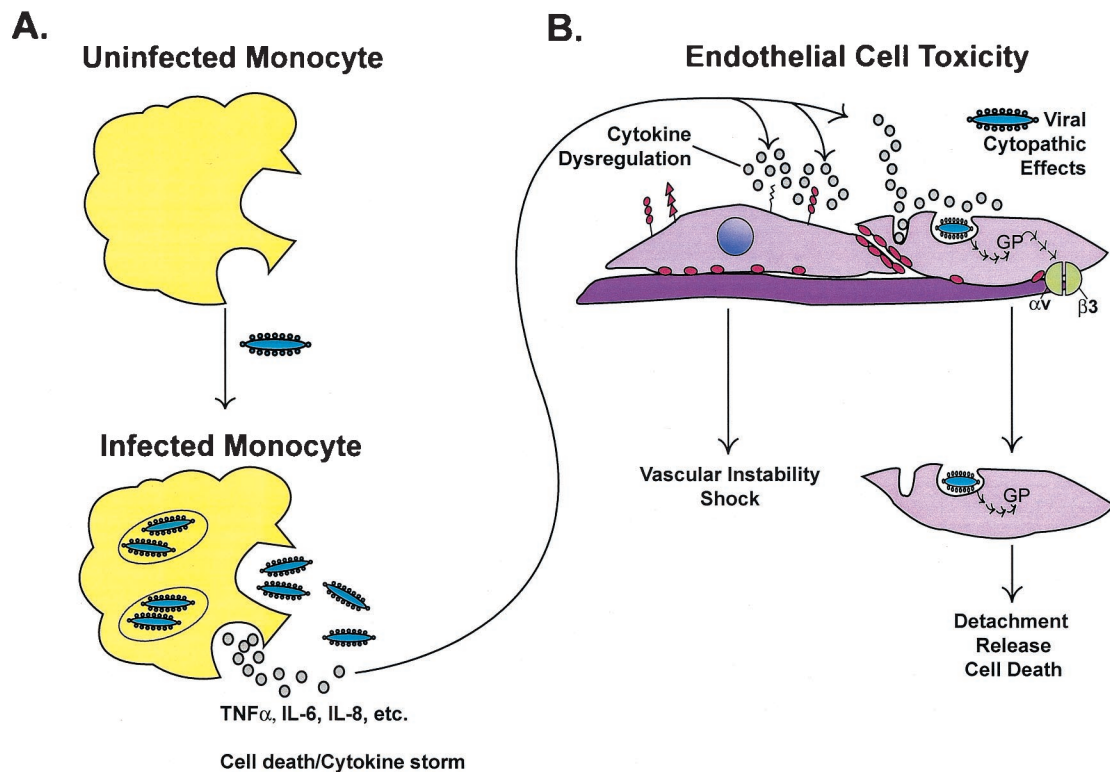 A.
Uninfected Monocyte
Infected Monocyte
TNFα, IL-6, IL-8, etc.
Cell death/Cytokine storm
B.
Endothelial Cell Toxicity
Cytokine
Dysregulation
Viral
Cytopathic
Effects
GP
αv
β3
Vascular Instability
Shock
GP
Detachment
Release
Cell Death